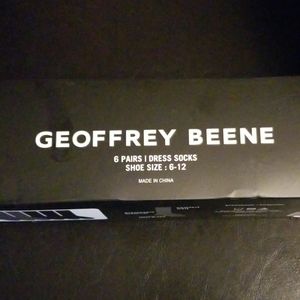 GEOFFREY BEENE
6 PAIRS | DRESS SOCKS
SHOE SIZE : 6-12
MADE IN CHINA